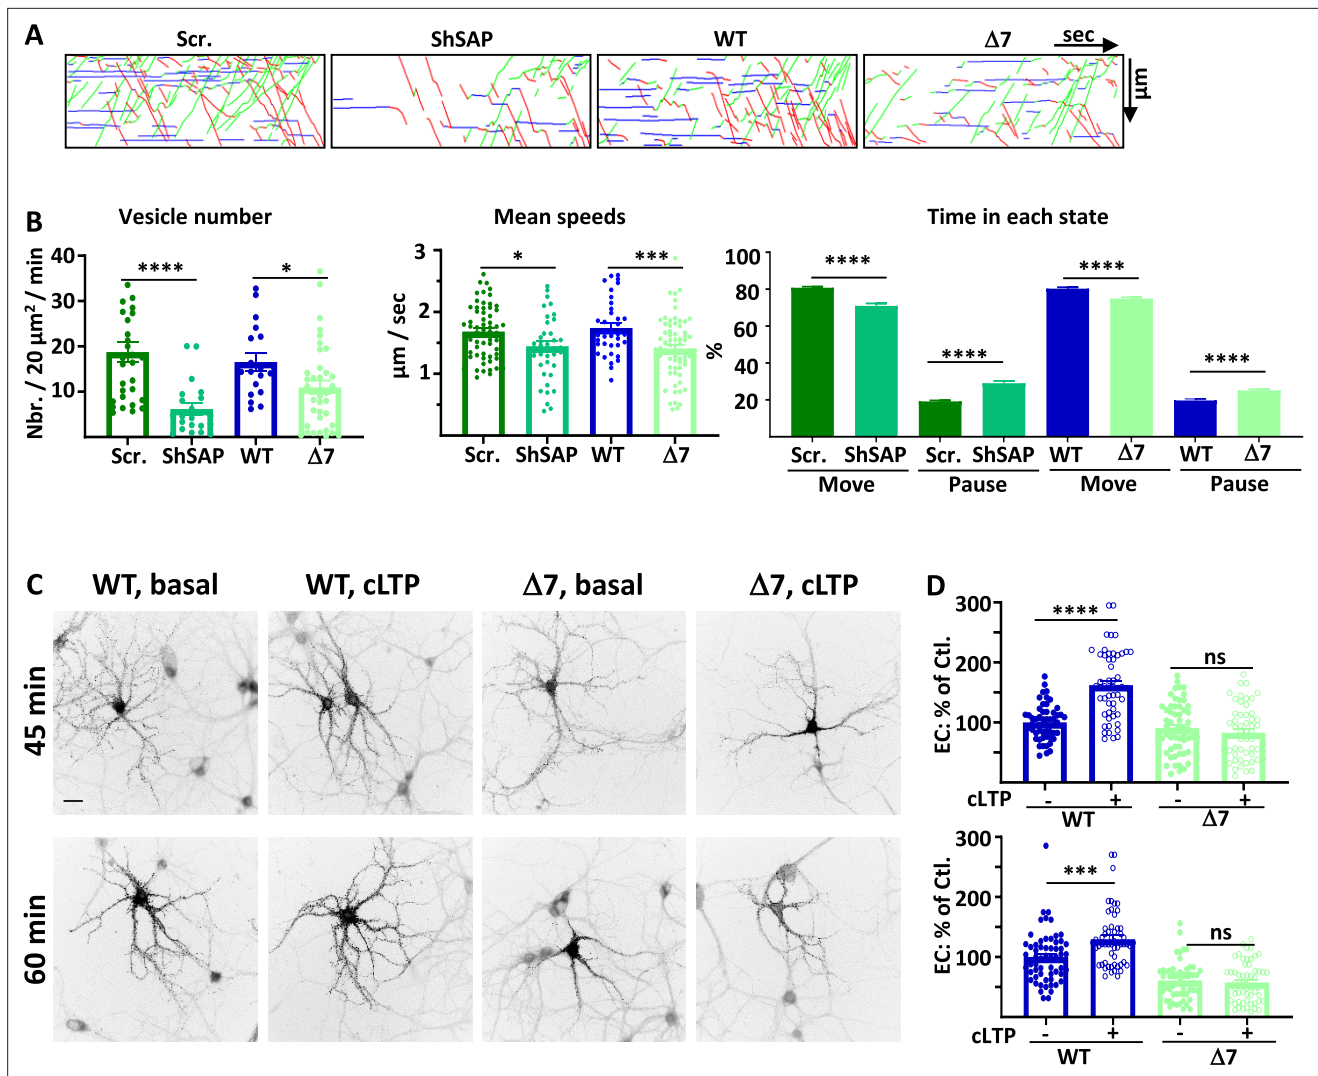 A
Scr. ShSAP WT Δ7 sec
μm
B
Vesicle number Mean speeds Time in each state
Nbr. / 20 μm² / min
40
30
20
10
**** *
Scr. ShSAP WT Δ7
μm / sec
3
2
1
* ***
Scr. ShSAP WT Δ7
%
100
80
60
40
20
**** **** **** ****
Scr. ShSAP Scr. ShSAP WT Δ7 WT Δ7
Move Pause Move Pause
C WT, basal WT, cLTP Δ7, basal Δ7, cLTP
45 min
60 min
D
EC: % of Ctl.
300
200
100
**** ns
cLTP - + - +
WT Δ7
EC: % of Ctl.
300
200
100
*** ns
cLTP - + - +
WT Δ7